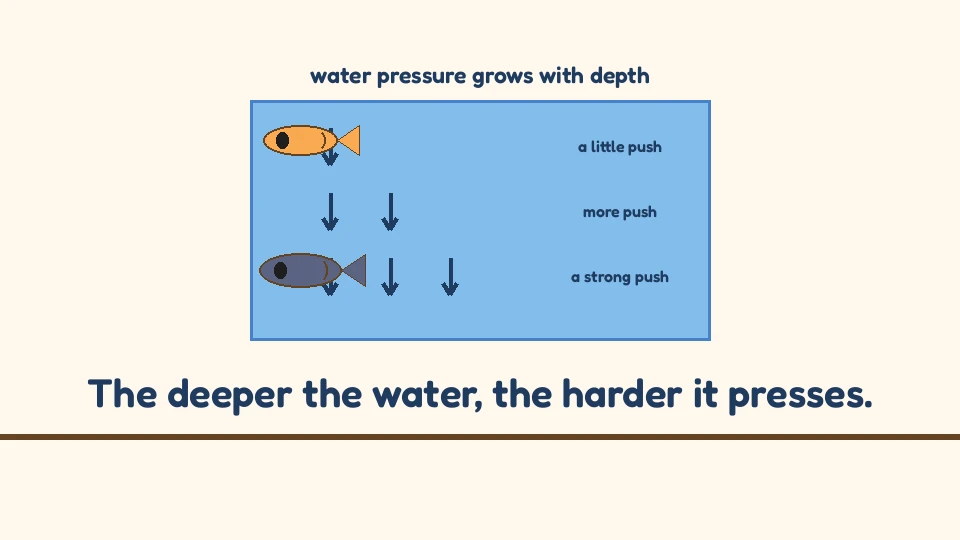 water pressure grows with depth
a little push
more push
a strong push
The deeper the water, the harder it presses.